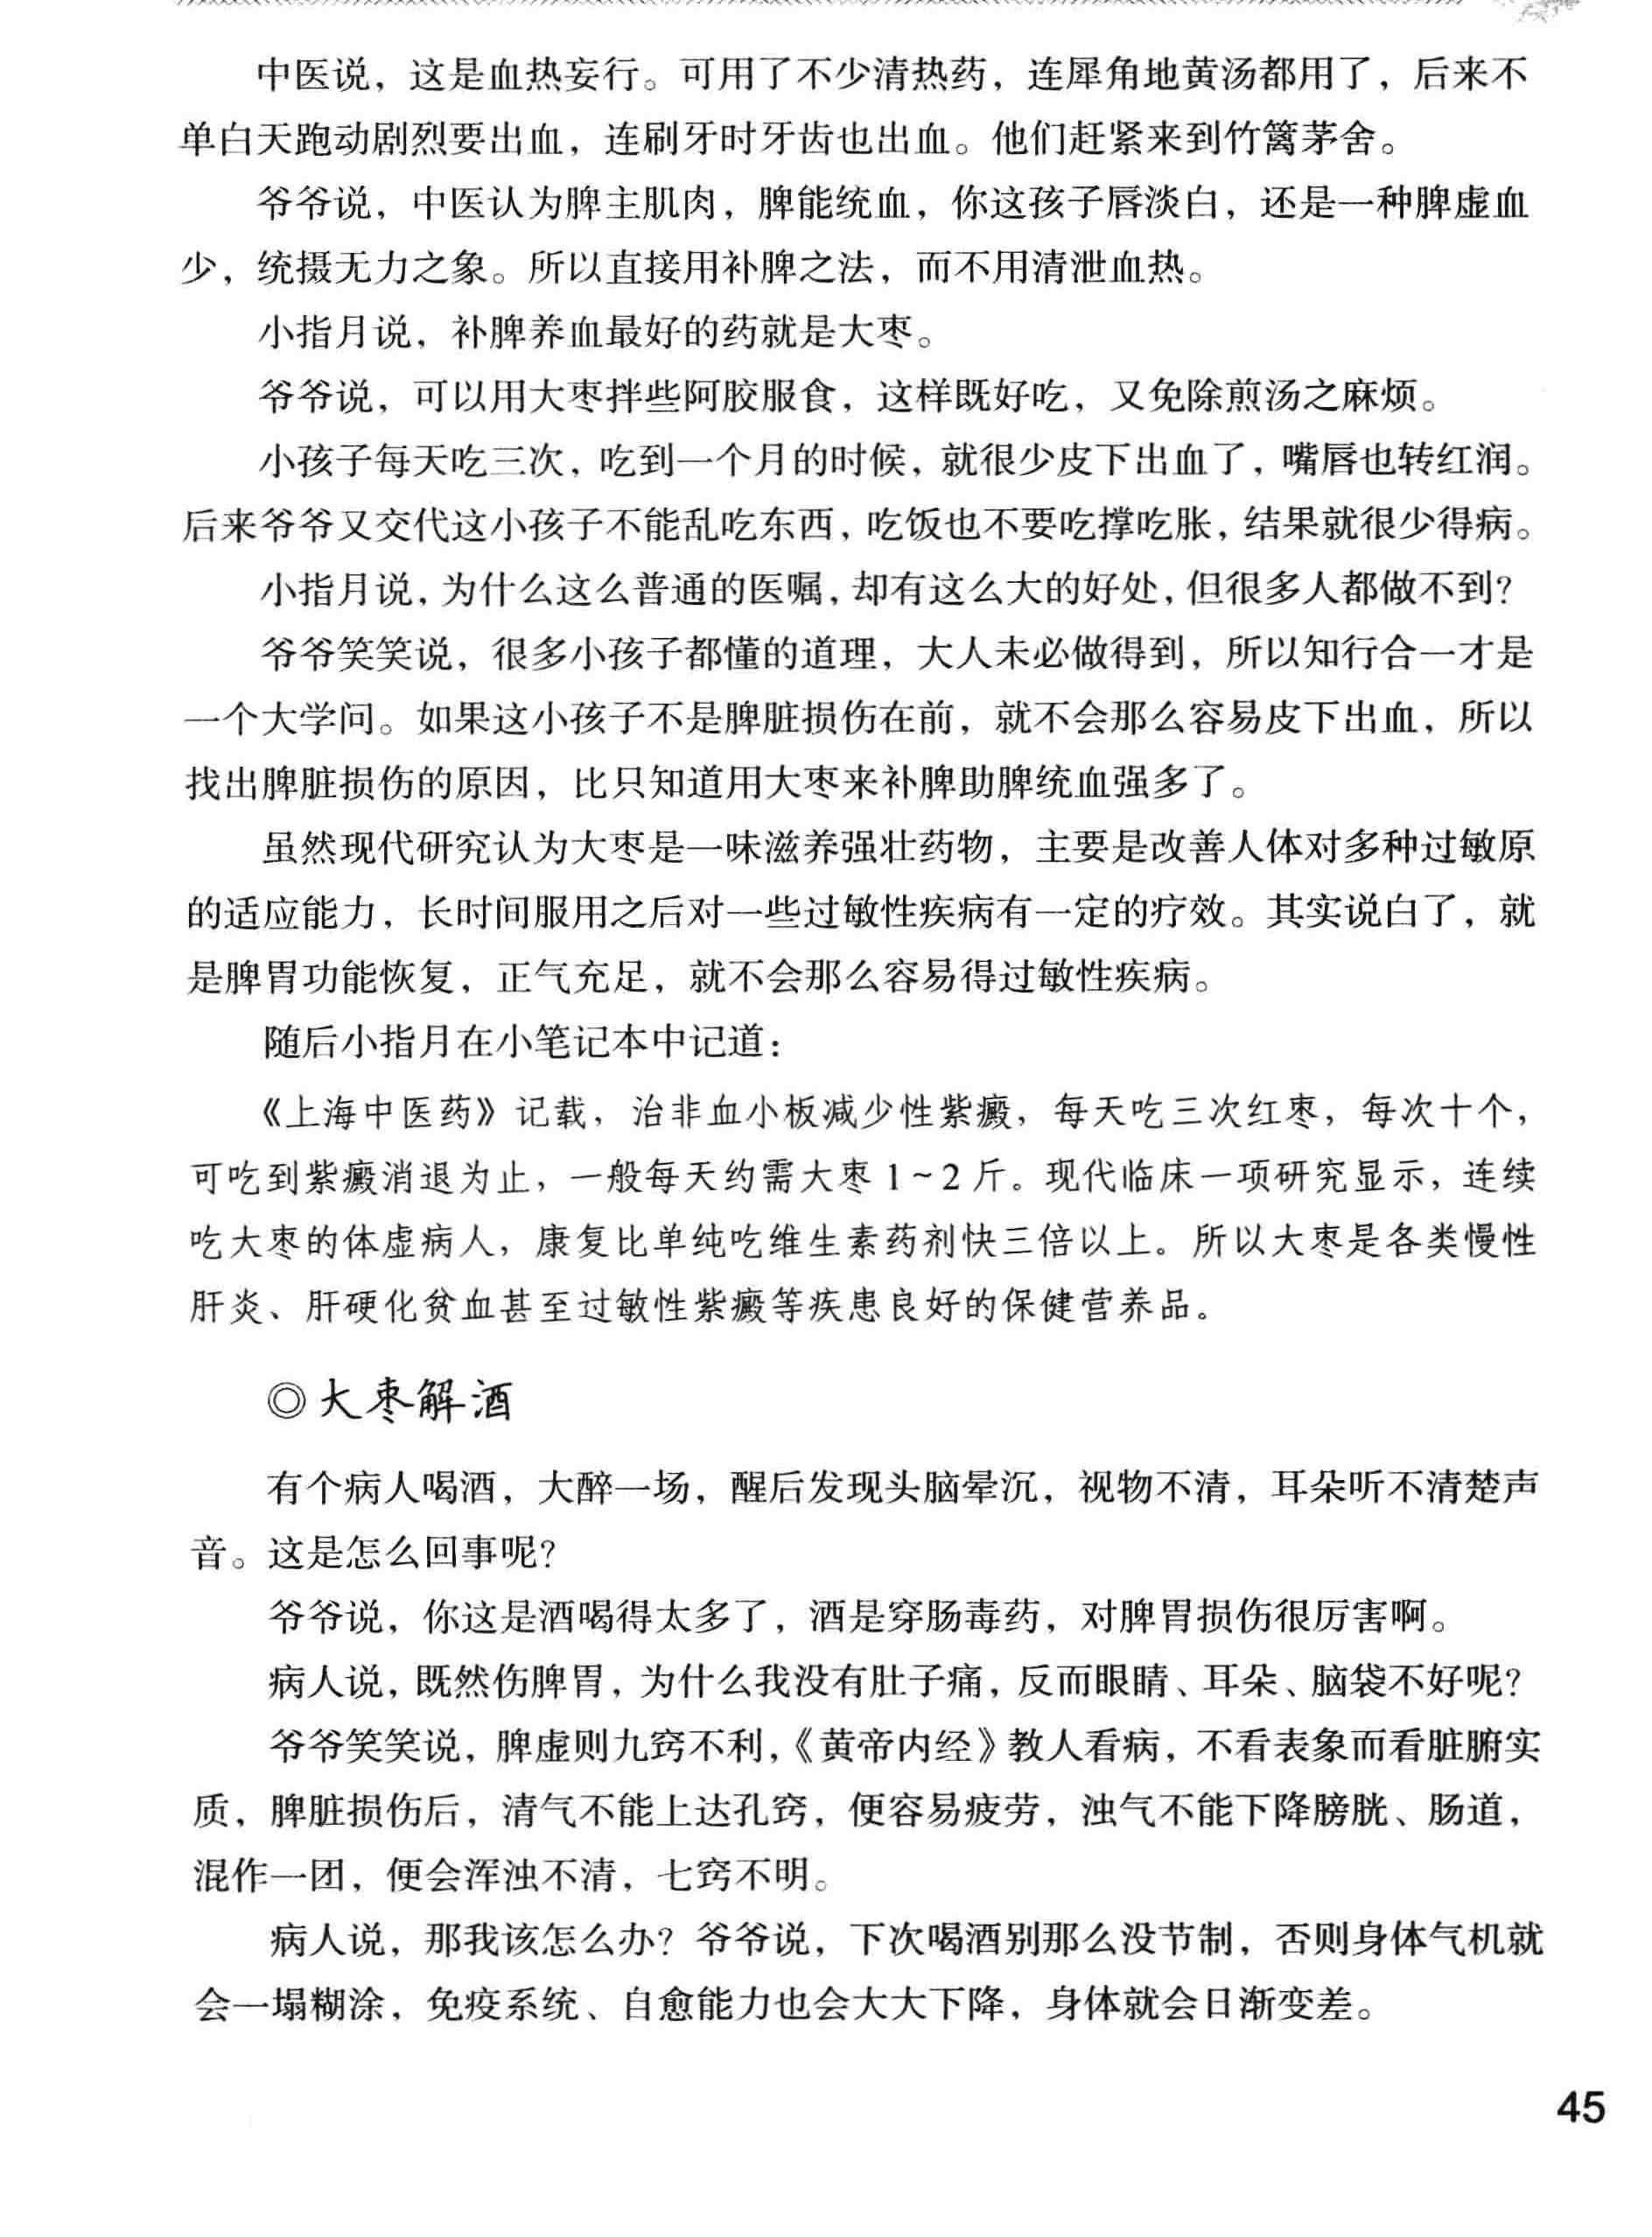 中医说，这是血热妄行。可用了不少清热药，连犀角地黄汤都用了，后来不
单白天跑动剧烈要出血，连刷牙时牙齿也出血。他们赶紧来到竹篱茅舍。
爷爷说，中医认为脾主肌肉，脾能统血，你这孩子唇淡白，还是一种脾虚血
少，统摄无力之象。所以直接用补脾之法，而不用清泄血热。
小指月说，补脾养血最好的药就是大枣。
爷爷说，可以用大枣拌些阿胶服食，这样既好吃，又免除煎汤之麻烦。
小孩子每天吃三次，吃到一个月的时候，就很少皮下出血了，嘴唇也转红润。
后来爷爷又交代这小孩子不能乱吃东西，吃饭也不要吃撑吃胀，结果就很少得病。
小指月说，为什么这么普通的医嘱，却有这么大的好处，但很多人都做不到？
爷爷笑笑说，很多小孩子都懂的道理，大人未必做得到，所以知行合一才是
一个大学问。如果这小孩子不是脾脏损伤在前，就不会那么容易皮下出血，所以
找出脾脏损伤的原因，比只知道用大枣来补脾助脾统血强多了。
虽然现代研究认为大枣是一味滋养强壮药物，主要是改善人体对多种过敏原
的适应能力，长时间服用之后对一些过敏性疾病有一定的疗效。其实说白了，就
是脾胃功能恢复，正气充足，就不会那么容易得过敏性疾病。
随后小指月在小笔记本中记道：
《上海中医药》记载，治非血小板减少性紫癜，每天吃三次红枣，每次十个，
可吃到紫癜消退为止，一般每天约需大枣1～2斤。现代临床一项研究显示，连续
吃大枣的体虚病人，康复比单纯吃维生素药剂快三倍以上。所以大枣是各类慢性
肝炎、肝硬化贫血甚至过敏性紫癜等疾患良好的保健营养品。
◎大枣解酒
有个病人喝酒，大醉一场，醒后发现头脑晕沉，视物不清，耳朵听不清楚声
音。这是怎么回事呢？
爷爷说，你这是酒喝得太多了，酒是穿肠毒药，对脾胃损伤很厉害啊。
病人说，既然伤脾胃，为什么我没有肚子痛，反而眼睛、耳朵、脑袋不好呢？
爷爷笑笑说，脾虚则九窍不利，《黄帝内经》教人看病，不看表象而看脏腑实
质，脾脏损伤后，清气不能上达孔窍，便容易疲劳，浊气不能下降膀胱、肠道，
混作一团，便会浑浊不清，七窍不明。
病人说，那我该怎么办？爷爷说，下次喝酒别那么没节制，否则身体气机就
会一塌糊涂，免疫系统、自愈能力也会大大下降，身体就会日渐变差。
45